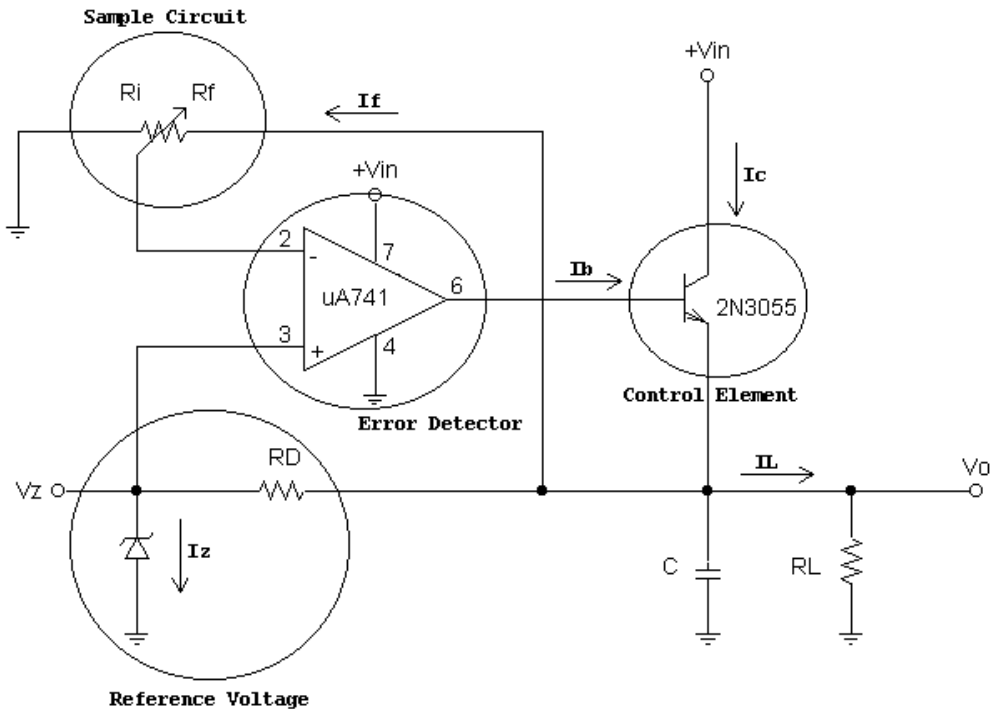 Sample Circuit
+Vin
Ri
Rf
If
+Vin
Ic
2
-
7
uA741
6
Ib
2N3055
3
+
4
Control Element
Error Detector
RD
IL
Vo
Vz
Iz
C
RL
Reference Voltage